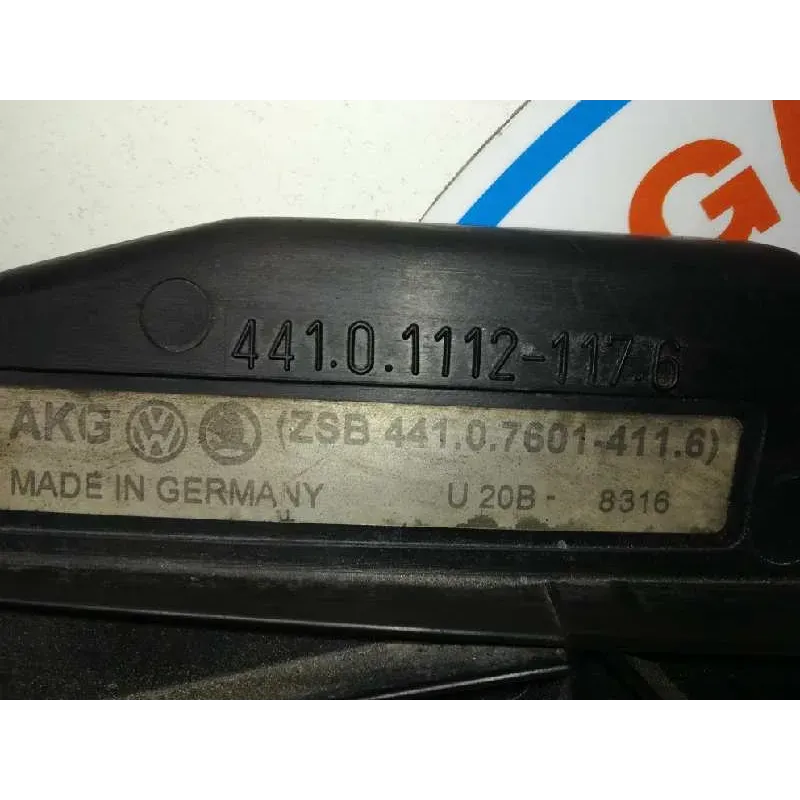 G
441.0.1112-117.6
AKG (ZSB 441.0.7601-411.6)
MADE IN GERMANY U 20B - 8316